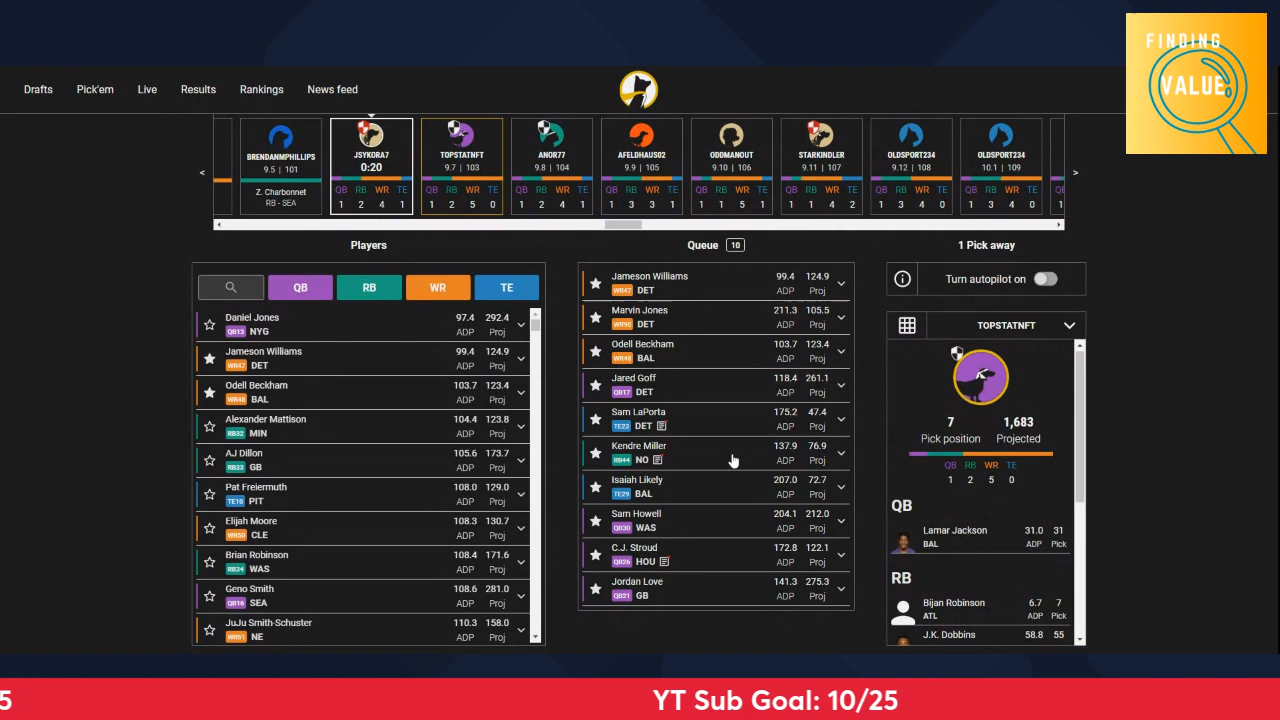 FINDING
VALUE
Drafts Pick'em Live Results Rankings News feed
BRENDANMPHILLIPS
9.5 | 101
Z. Charbonnet
RB - SEA
JSYKORA7
0:20
QB RB WR TE
1 2 4 1
TOPSTATNFT
9.7 | 103
QB RB WR TE
1 2 5 0
ANOR77
9.8 | 104
QB RB WR TE
1 2 4 1
AFELDHAUS02
9.9 | 105
QB RB WR TE
1 3 3 1
ODDMANOUT
9.10 | 106
QB RB WR TE
1 1 5 1
STARKINDLER
9.11 | 107
QB RB WR TE
1 1 4 2
OLDSPORT234
9.12 | 108
QB RB WR TE
1 3 4 0
OLDSPORT234
10.1 | 109
QB RB WR TE
1 3 4 0
Players
QB RB WR TE
Daniel Jones 97.4 292.4
QB13 NYG ADP Proj
Jameson Williams 99.4 124.9
WR47 DET ADP Proj
Odell Beckham 103.7 123.4
WR48 BAL ADP Proj
Alexander Mattison 104.4 123.8
RB32 MIN ADP Proj
AJ Dillon 105.6 173.7
RB33 GB ADP Proj
Pat Freiermuth 108.0 129.0
TE10 PIT ADP Proj
Elijah Moore 108.3 130.7
WR50 CLE ADP Proj
Brian Robinson 108.4 171.6
RB34 WAS ADP Proj
Geno Smith 108.6 281.0
QB16 SEA ADP Proj
JuJu Smith-Schuster 110.3 158.0
WR51 NE ADP Proj
Queue 10
Jameson Williams 99.4 124.9
WR47 DET ADP Proj
Marvin Jones 211.3 105.5
WR90 DET ADP Proj
Odell Beckham 103.7 123.4
WR48 BAL ADP Proj
Jared Goff 118.4 261.1
QB17 DET ADP Proj
Sam LaPorta 175.2 47.4
TE23 DET ADP Proj
Kendre Miller 137.9 76.9
RB44 NO ADP Proj
Isaiah Likely 207.0 72.7
TE29 BAL ADP Proj
Sam Howell 204.1 212.0
QB30 WAS ADP Proj
C.J. Stroud 172.8 122.1
QB26 HOU ADP Proj
Jordan Love 141.3 275.3
QB21 GB ADP Proj
1 Pick away
Turn autopilot on
TOPSTATNFT
7 1,683
Pick position Projected
QB RB WR TE
1 2 5 0
QB
Lamar Jackson 31.0 31
BAL ADP Pick
RB
Bijan Robinson 6.7 7
ATL ADP Pick
J.K. Dobbins 58.8 55
5 YT Sub Goal: 10/25